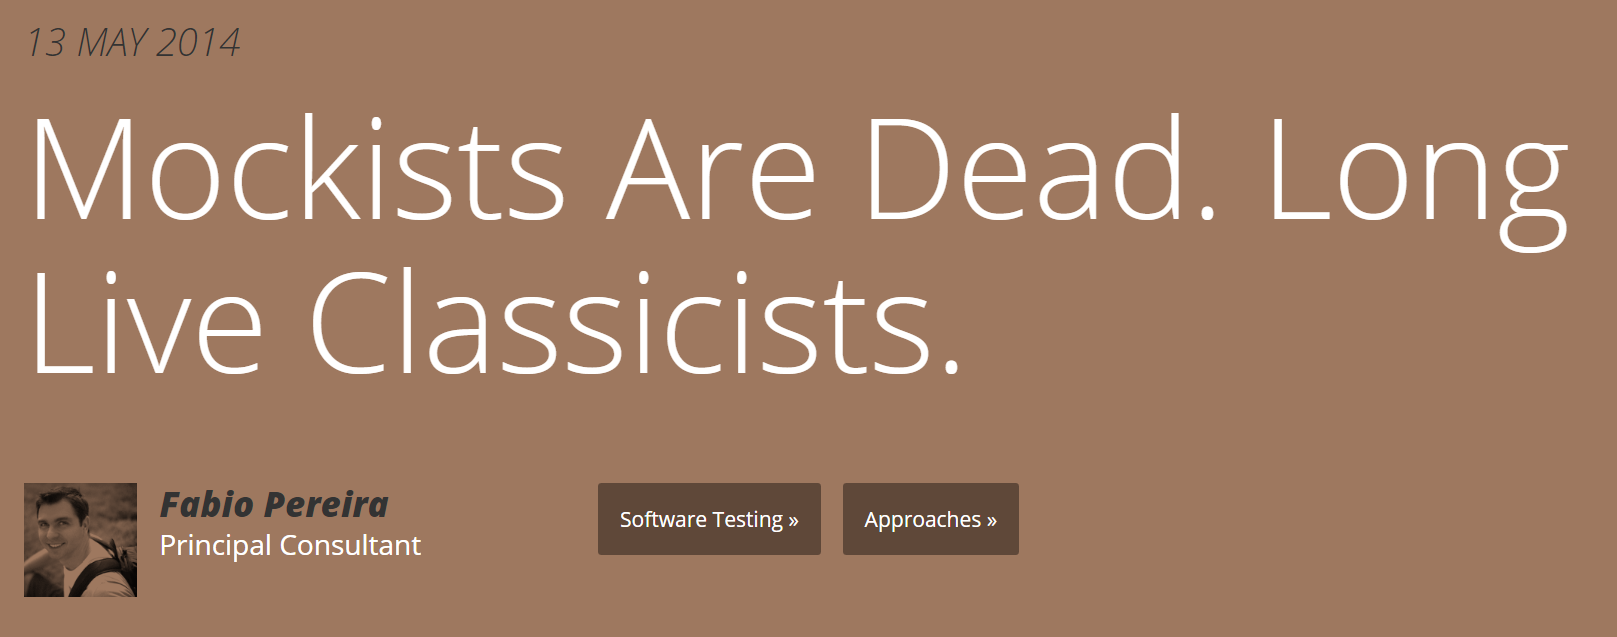 13 MAY 2014
Mockists Are Dead. Long
Live Classicists.
Fabio Pereira
Principal Consultant
Software Testing »
Approaches »